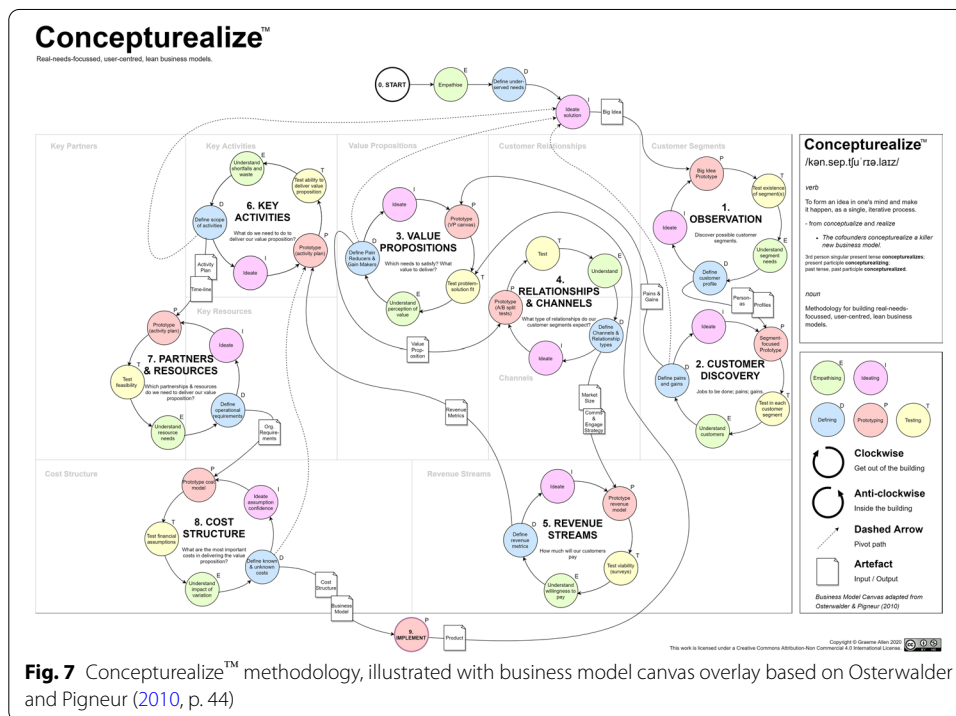 Concepturealize™
Real-needs-focussed, user-centred, lean business models.
0. START
E
Empathise
D
Define under-
served needs
I
Ideate
solution
Big Idea
Key Partners
Key Activities
Value Propositions
Customer Relationships
Customer Segments
E
Understand
shortfalls and
waste
T
Test ability to
deliver value
proposition
D
Define scope
of activities
6. KEY
ACTIVITIES
What do we need to do to
deliver our value proposition?
I
Ideate
P
Prototype
(activity plan)
Activity
Plan
Time-line
I
Ideate
P
Prototype
(VP canvas)
3. VALUE
PROPOSITIONS
Which needs to satisfy? What
value to deliver?
D
Define Pain
Reducers &
Gain Makers
T
Test problem-
solution fit
E
Understand
perception of
value
Value
Prop-
osition
T
Test
E
Understand
4.
RELATIONSHIPS
& CHANNELS
What type of relationships do our
customer segments expect?
P
Prototype
(A/B split
tests)
D
Define
Channels &
Relationship
types
I
Ideate
Pains &
Gains
Channels
Market
Size
Comms
&
Engage
Strategy
P
Big Idea
Prototype
T
Test existence
of segment(s)
1.
OBSERVATION
Discover possible
customer segments.
I
Ideate
E
Understand
segment
needs
D
Define
customer
profile
Person-
as
Profiles
I
Ideate
P
Segment-
focused
Prototype
2. CUSTOMER
DISCOVERY
Jobs to be done; pains; gains.
D
Define pains
and gains
T
Test in each
customer
segment
E
Understand
customers
Key Resources
P
Prototype
(activity plan)
I
Ideate
7. PARTNERS
& RESOURCES
Which partnerships & resources
do we need to deliver our value
proposition?
T
Test
feasibility
D
Define
operational
requirements
E
Understand
resource
needs
Org.
Require-
ments
Revenue
Metrics
Cost Structure
P
Prototype cost
model
I
Ideate
assumption
confidence
8. COST
STRUCTURE
What are the most important
costs in delivering the value
proposition?
T
Test financial
assumptions
D
Define known
& unknown
costs
E
Understand
impact of
variation
Cost
Structure
Business
Model
P
9.
IMPLEMENT
Product
Revenue Streams
I
Ideate
P
Prototype
revenue
model
5. REVENUE
STREAMS
How much will our customers
pay
D
Define
revenue
metrics
T
Test viability
(surveys)
E
Understand
willingness to
pay
Concepturealize™
/kən.sep.tʃuˈrɪə.laɪz/
verb
To form an idea in one's mind and make
it happen, as a single, iterative process.
- from conceptualize and realize
• The cofounders concepturealize a killer
new business model.
3rd person singular present tense concepturealizes;
present participle concepturealizing;
past tense, past participle concepturealized.
noun
Methodology for building real-needs-
focussed, user-centred, lean business
models.
E
Empathising
I
Ideating
D
Defining
P
Prototyping
T
Testing
Clockwise
Get out of the building
Anti-clockwise
Inside the building
Dashed Arrow
Pivot path
Artefact
Input / Output
Business Model Canvas adapted from
Osterwalder & Pigneur (2010)
Copyright © Graeme Allen 2020
This work is licensed under a Creative Commons Attribution-Non Commercial 4.0 International License.
Fig. 7 Concepturealize™ methodology, illustrated with business model canvas overlay based on Osterwalder
and Pigneur (2010, p. 44)